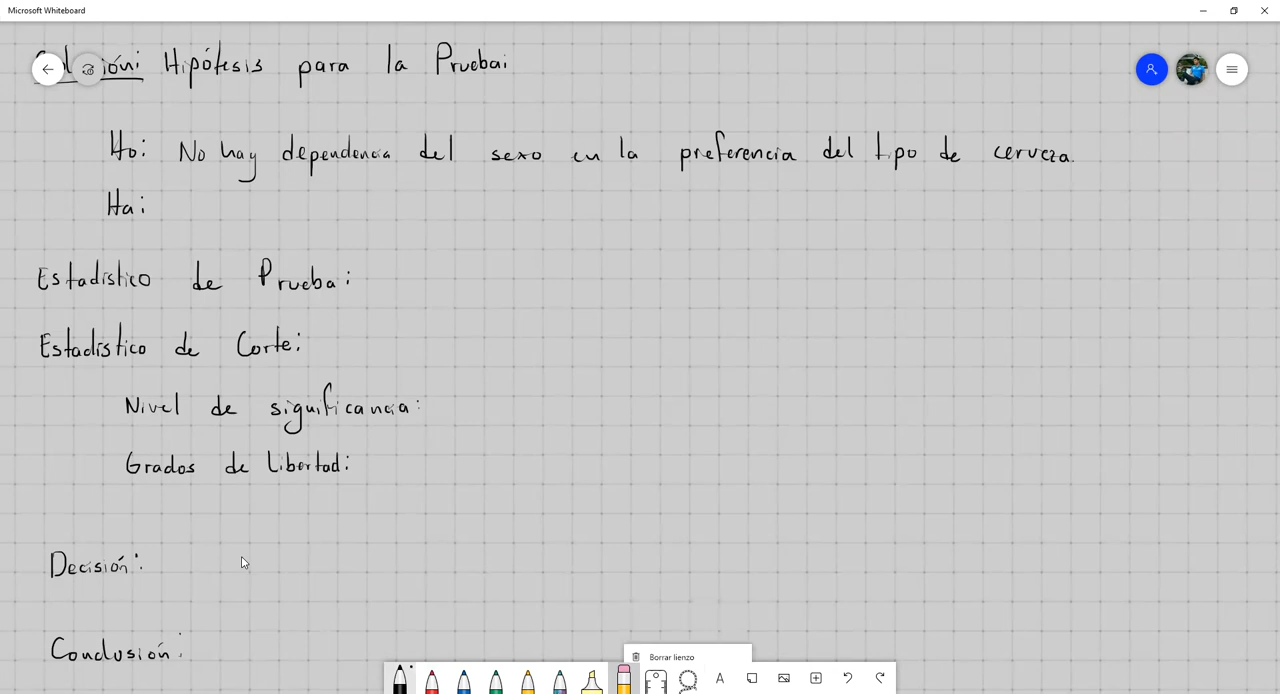 Microsoft Whiteboard
Solución: Hipótesis para la Prueba:
Ho: No hay dependencia del sexo en la preferencia del tipo de cerveza.
Ha:
Estadístico de Prueba:
Estadístico de Corte:
Nivel de significancia:
Grados de libertad:
Decisión:
Conclusión:
Borrar lienzo
A